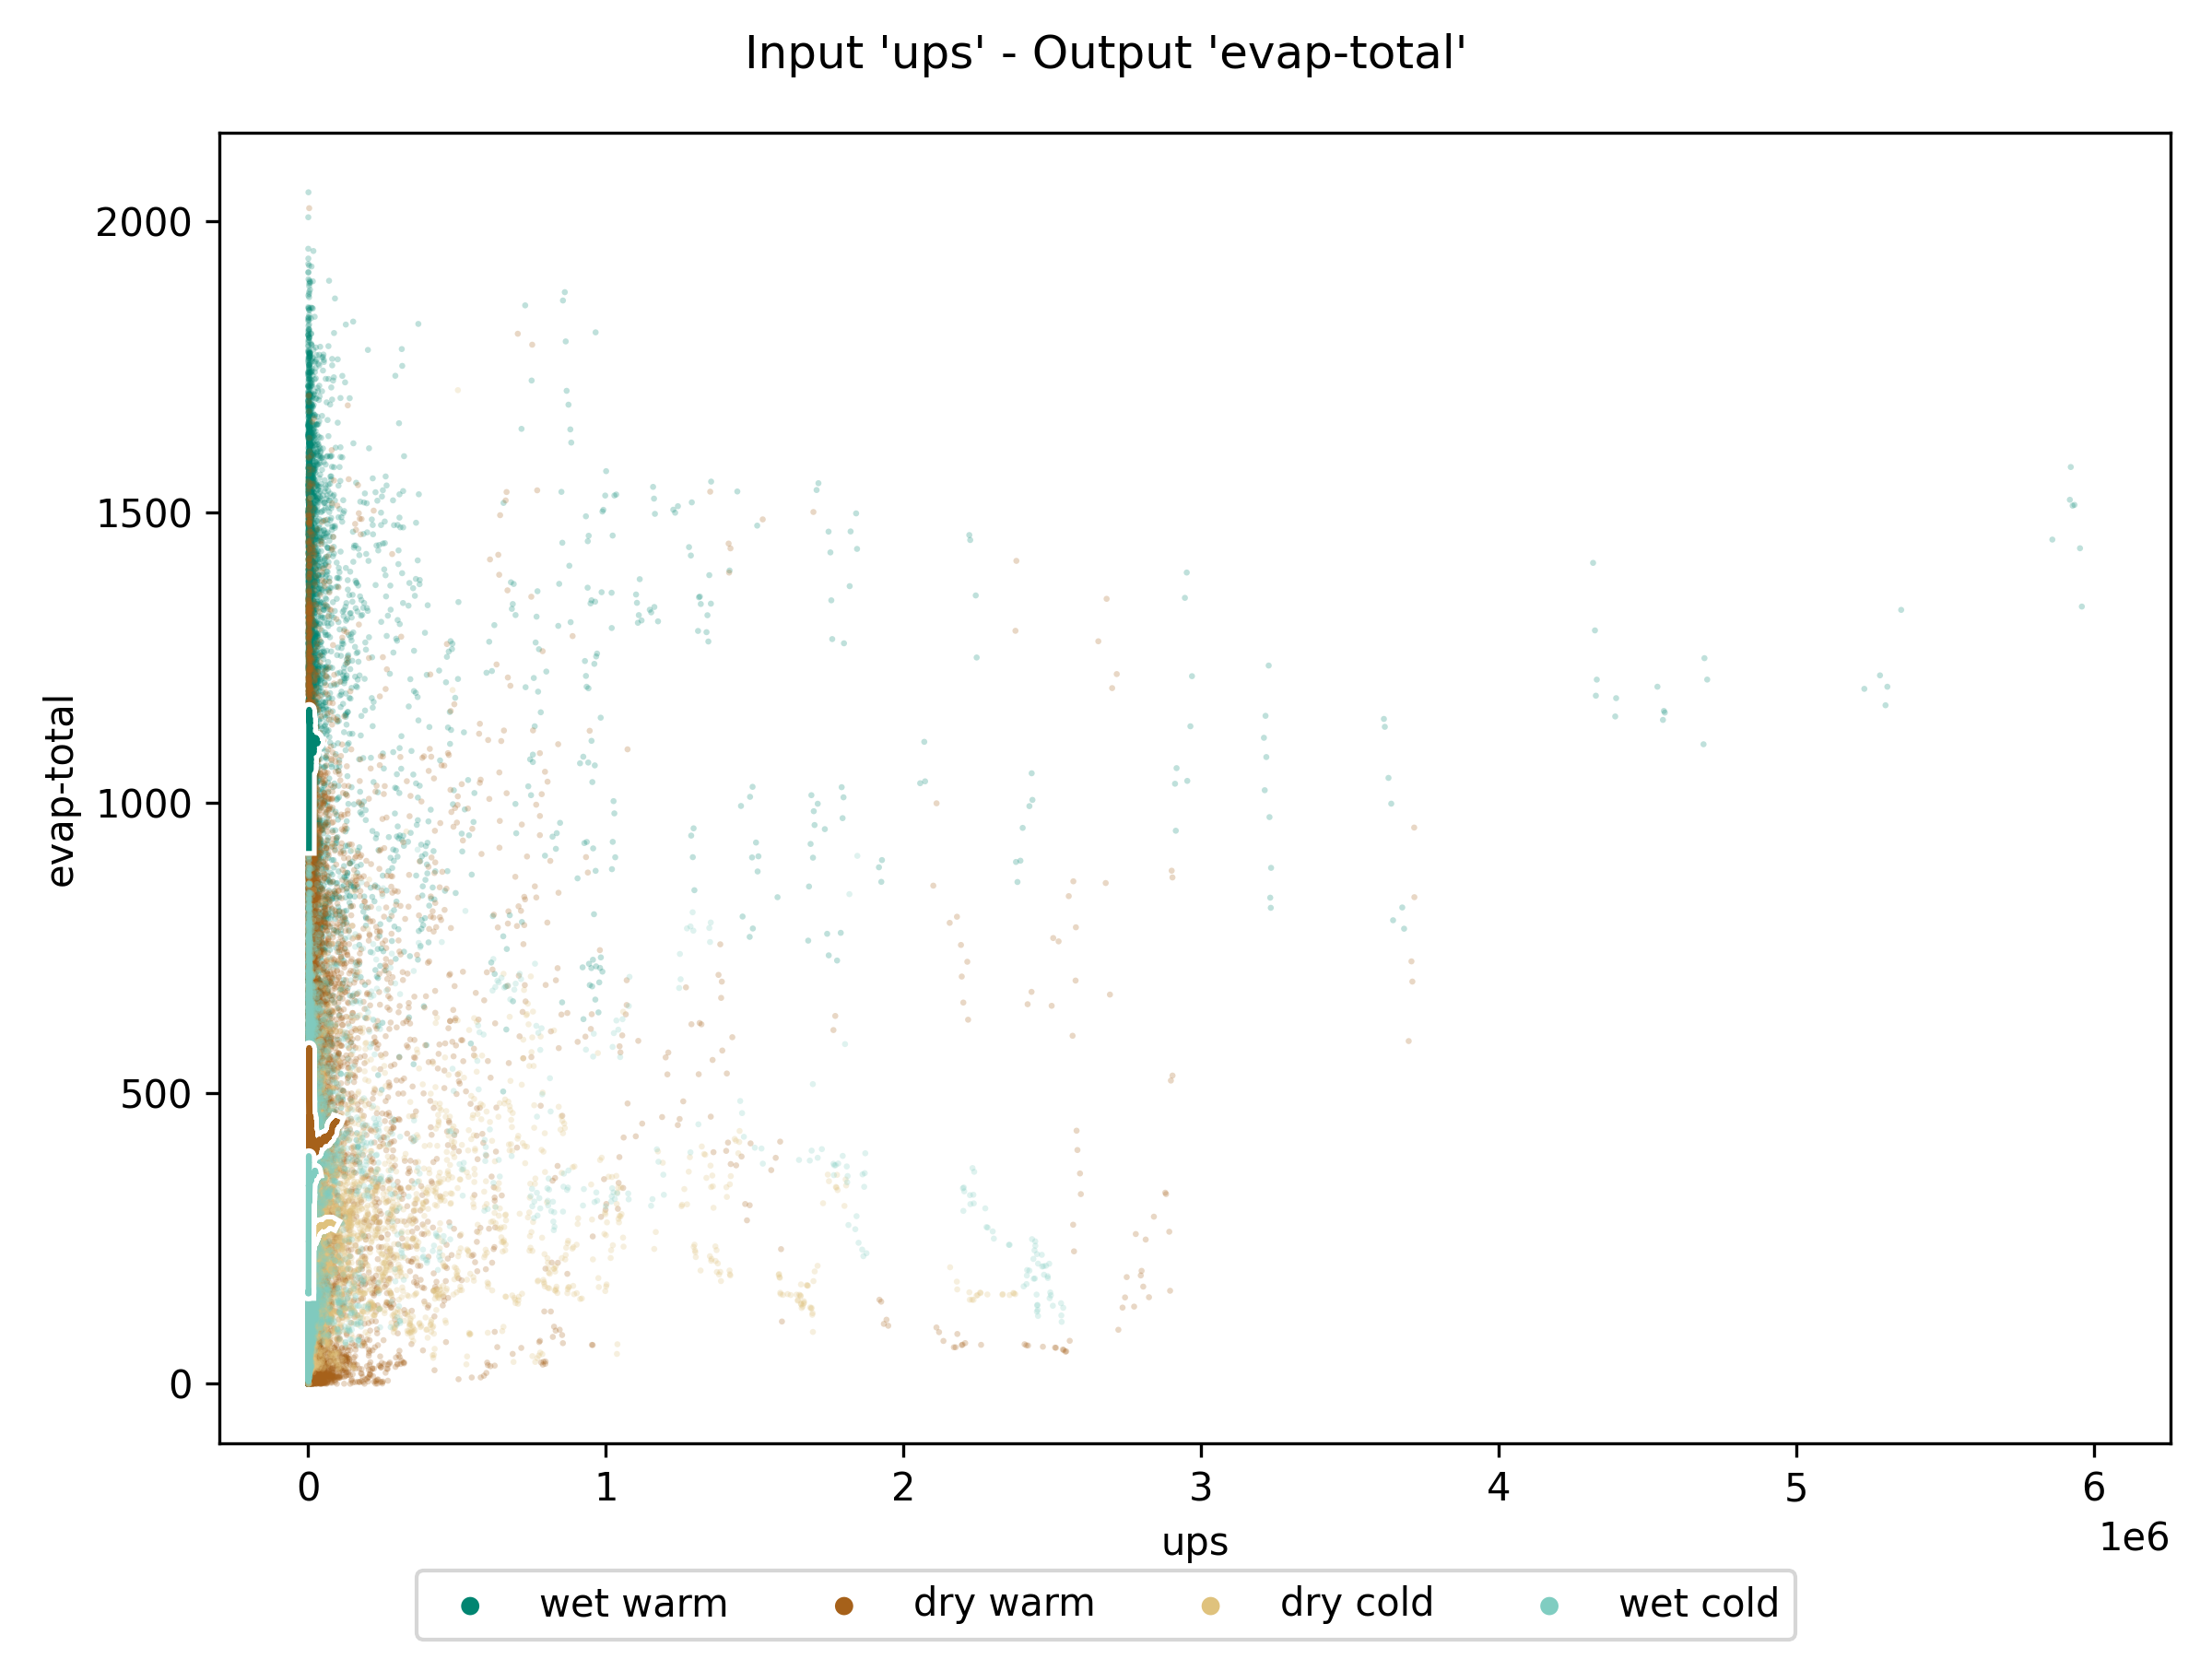 Input 'ups' - Output 'evap-total'
2000
1500
1000
500
0
evap-total
0 1 2 3 4 5 6
1e6
ups
wet warm dry warm dry cold wet cold